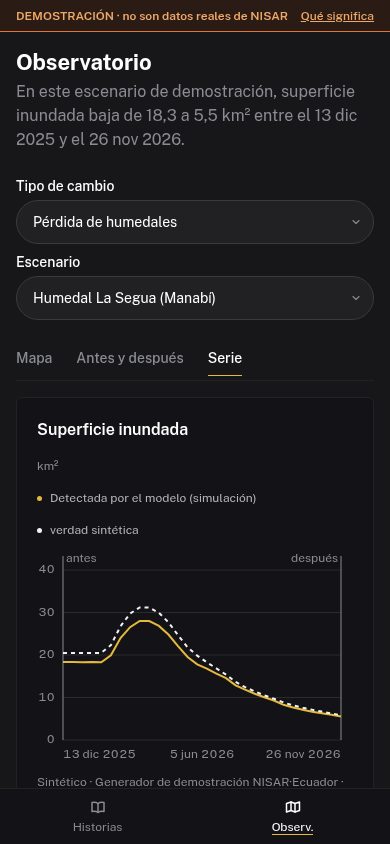 DEMOSTRACIÓN · no son datos reales de NISAR Qué significa
Observatorio
En este escenario de demostración, superficie
inundada baja de 18,3 a 5,5 km² entre el 13 dic
2025 y el 26 nov 2026.
Tipo de cambio
Pérdida de humedales
Escenario
Humedal La Segua (Manabí)
Mapa Antes y después Serie
Superficie inundada
km²
Detectada por el modelo (simulación)
verdad sintética
antes después
40
30
20
10
0
13 dic 2025 5 jun 2026 26 nov 2026
Sintético · Generador de demostración NISAR·Ecuador ·
Historias Observ.